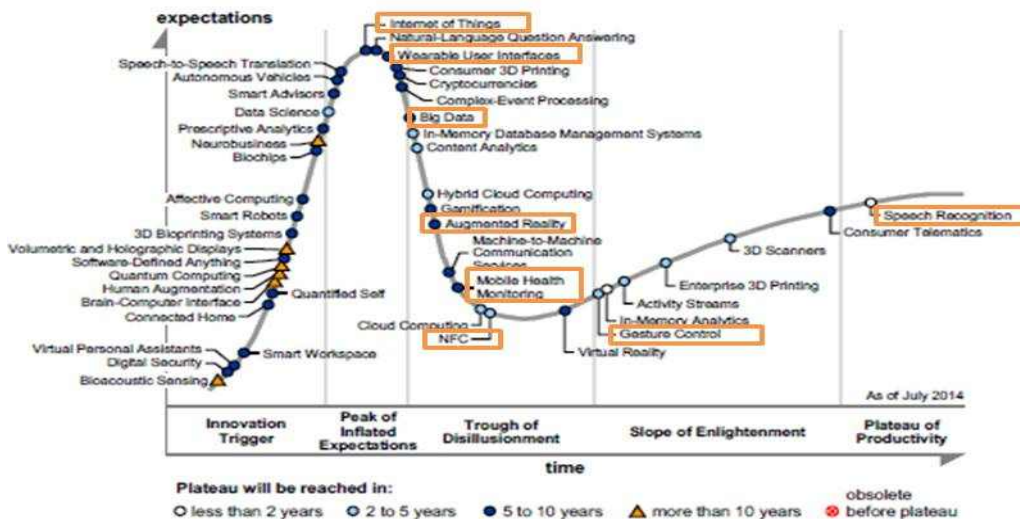 expectations
Internet of Things
Natural-Language Question Answering
Wearable User Interfaces
Speech-to-Speech Translation
Consumer 3D Printing
Autonomous Vehicles
Cryptocurrencies
Smart Advisors
Complex-Event Processing
Data Science
Big Data
Prescriptive Analytics
In-Memory Database Management Systems
Neurobusiness
Content Analytics
Biochips
Hybrid Cloud Computing
Affective Computing
Gamification
Smart Robots
Augmented Reality
Speech Recognition
3D Bioprinting Systems
Consumer Telematics
Machine-to-Machine
Communication
Services
Volumetric and Holographic Displays
3D Scanners
Software-Defined Anything
Quantum Computing
Mobile Health
Monitoring
Human Augmentation
Enterprise 3D Printing
Brain-Computer Interface
Quantified Self
Activity Streams
Connected Home
Cloud Computing
In-Memory Analytics
NFC
Gesture Control
Virtual Personal Assistants
Smart Workspace
Virtual Reality
Digital Security
Bioacoustic Sensing
As of July 2014
Innovation
Trigger
Peak of
Inflated
Expectations
Trough of
Disillusionment
Slope of Enlightenment
Plateau of
Productivity
time
Plateau will be reached in:
less than 2 years
2 to 5 years
5 to 10 years
more than 10 years
obsolete
before plateau